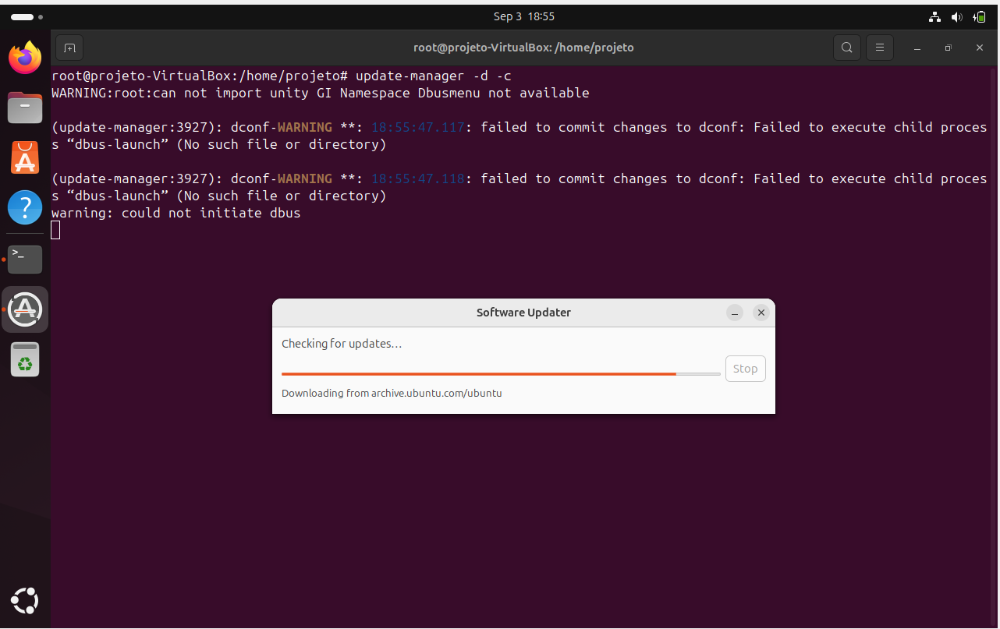 Sep 3 18:55
root@projeto-VirtualBox: /home/projeto
root@projeto-VirtualBox:/home/projeto# update-manager -d -c
WARNING:root:can not import unity GI Namespace Dbusmenu not available
(update-manager:3927): dconf-WARNING **: 18:55:47.117: failed to commit changes to dconf: Failed to execute child proces
s “dbus-launch” (No such file or directory)
(update-manager:3927): dconf-WARNING **: 18:55:47.118: failed to commit changes to dconf: Failed to execute child proces
s “dbus-launch” (No such file or directory)
warning: could not initiate dbus
Software Updater
Checking for updates…
Stop
Downloading from archive.ubuntu.com/ubuntu